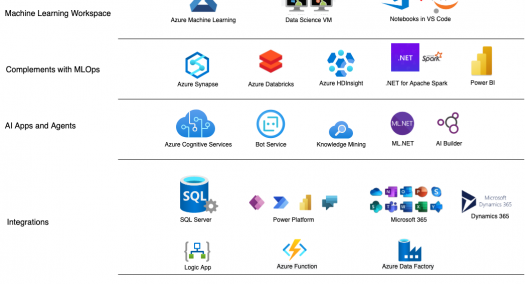 Machine Learning Workspace
Azure Machine Learning
Data Science VM
Notebooks in VS Code
Complements with MLOps
.NET
Spark
Azure Synapse
Azure Databricks
Azure HDInsight
.NET for Apache Spark
Power BI
AI Apps and Agents
ML.NET
Azure Cognitive Services
Bot Service
Knowledge Mining
ML.NET
AI Builder
Integrations
SQL
Microsoft
Dynamics 365
SQL Server
Power Platform
Microsoft 365
Dynamics 365
Logic App
Azure Function
Azure Data Factory